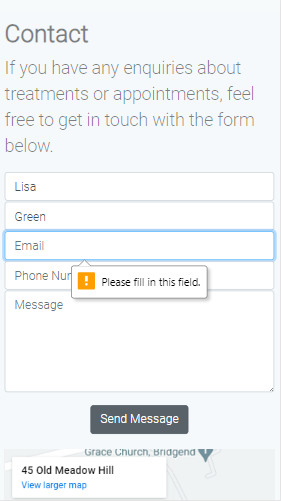 Contact
If you have any enquiries about
treatments or appointments, feel
free to get in touch with the form
below.
Lisa
Green
Email
Phone Nun
! Please fill in this field.
Message
Send Message
Grace Church, Bridgend
45 Old Meadow Hill
View larger map